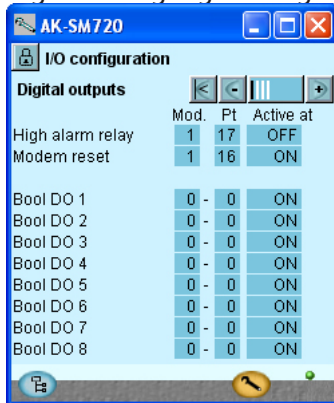 AK-SM720
I/O configuration
Digital outputs
Mod. Pt Active at
High alarm relay 1 17 OFF
Modem reset 1 16 ON
Bool DO 1 0 - 0 ON
Bool DO 2 0 - 0 ON
Bool DO 3 0 - 0 ON
Bool DO 4 0 - 0 ON
Bool DO 5 0 - 0 ON
Bool DO 6 0 - 0 ON
Bool DO 7 0 - 0 ON
Bool DO 8 0 - 0 ON